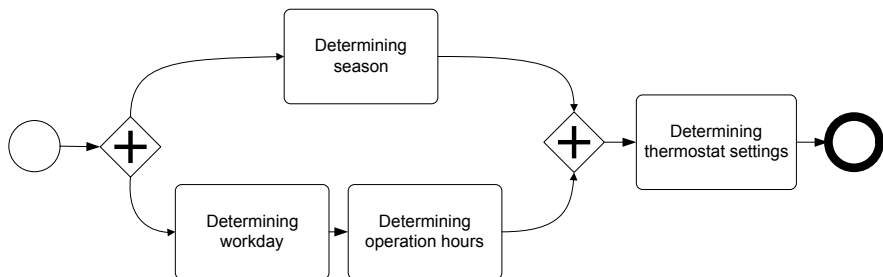 Determining
season
Determining
workday
Determining
operation hours
Determining
thermostat settings